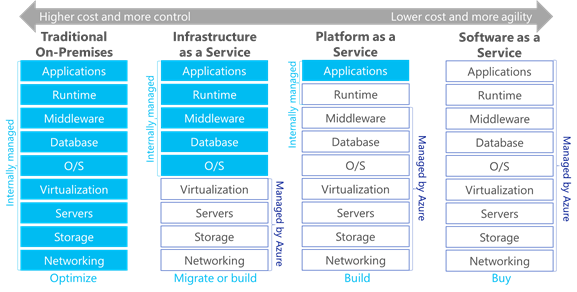 Higher cost and more control
Lower cost and more agility
Traditional
On-Premises
Internally managed
Applications
Runtime
Middleware
Database
O/S
Virtualization
Servers
Storage
Networking
Optimize
Infrastructure
as a Service
Internally managed
Applications
Runtime
Middleware
Database
O/S
Virtualization
Servers
Storage
Networking
Managed by Azure
Migrate or build
Platform as a
Service
Internally managed
Applications
Runtime
Middleware
Database
O/S
Virtualization
Servers
Storage
Networking
Managed by Azure
Build
Software as a
Service
Applications
Runtime
Middleware
Database
O/S
Virtualization
Servers
Storage
Networking
Managed by Azure
Buy